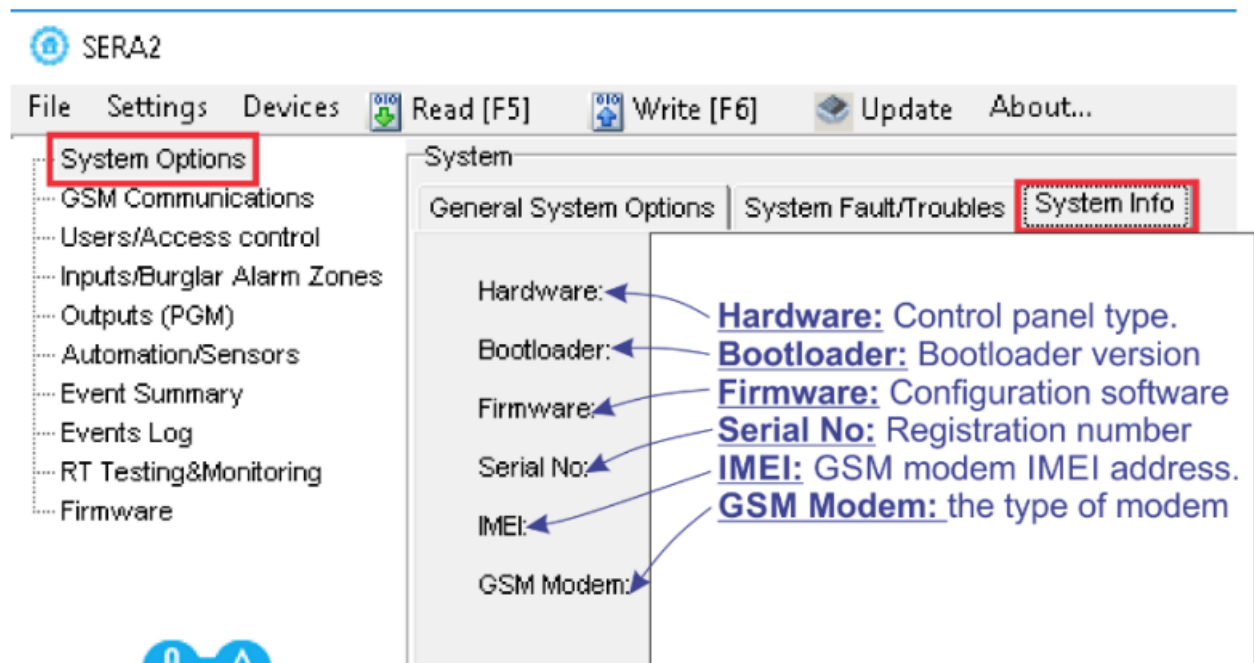 SERA2
File Settings Devices Read [F5] Write [F6] Update About...
System Options
GSM Communications
Users/Access control
Inputs/Burglar Alarm Zones
Outputs (PGM)
Automation/Sensors
Event Summary
Events Log
RT Testing&Monitoring
Firmware
System
General System Options System Fault/Troubles System Info
Hardware:
Bootloader:
Firmware:
Serial No:
IMEI:
GSM Modem:
Hardware: Control panel type.
Bootloader: Bootloader version
Firmware: Configuration software
Serial No: Registration number
IMEI: GSM modem IMEI address.
GSM Modem: the type of modem